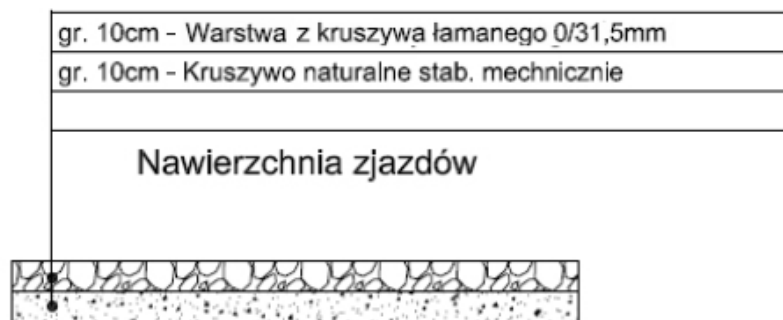 gr. 10cm - Warstwa z kruszywa łamanego 0/31,5mm
gr. 10cm - Kruszywo naturalne stab. mechnicznie
Nawierzchnia zjazdów